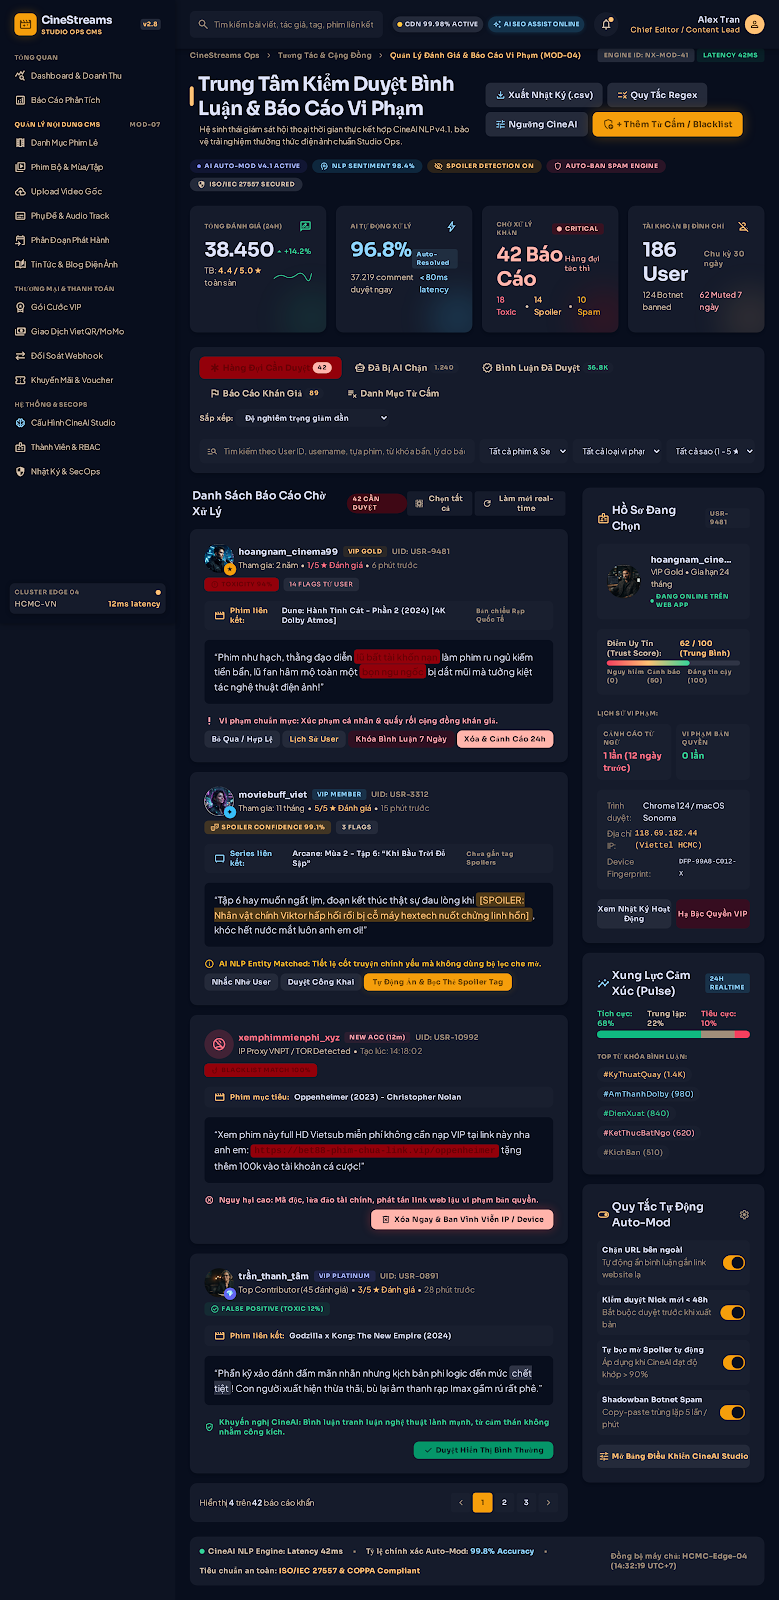 CineStreams
STUDIO OPS CMS
v2.8
TỔNG QUAN
Dashboard & Doanh Thu
Báo Cáo Phân Tích
QUẢN LÝ NỘI DUNG CMS
MOD-07
Danh Mục Phim Lẻ
Phim Bộ & Mùa/Tập
Upload Video Gốc
Phụ Đề & Audio Track
Phân Đoạn Phát Hành
Tin Tức & Blog Điện Ảnh
THƯƠNG MẠI & THANH TOÁN
Gói Cước VIP
Giao Dịch VietQR/MoMo
Đối Soát Webhook
Khuyến Mãi & Voucher
HỆ THỐNG & SECOPS
Cấu Hình CineAI Studio
Thành Viên & RBAC
Nhật Ký & SecOps
CLUSTER EDGE 04
HCMC-VN
12ms latency
Tìm kiếm bài viết, tác giả, tag, phim liên kết
CDN 99.98% ACTIVE
AI SEO ASSIST ONLINE
Alex Tran
Chief Editor / Content Lead
CineStreams Ops › Tương Tác & Cộng Đồng › Quản Lý Đánh Giá & Báo Cáo Vi Phạm (MOD-04)
ENGINE ID: NX-MOD-41
LATENCY 42MS
Trung Tâm Kiểm Duyệt Bình
Luận & Báo Cáo Vi Phạm
Hệ sinh thái giám sát hội thoại thời gian thực kết hợp CineAI NLP v4.1, bảo
vệ trải nghiệm thưởng thức điện ảnh chuẩn Studio Ops.
Xuất Nhật Ký (.csv)
Quy Tắc Regex
Ngưỡng CineAI
+ Thêm Từ Cấm / Blacklist
AI AUTO-MOD V4.1 ACTIVE
NLP SENTIMENT 98.4%
SPOILER DETECTION ON
AUTO-BAN SPAM ENGINE
ISO/IEC 27557 SECURED
TỔNG ĐÁNH GIÁ (24H)
38.450
+14.2%
TB: 4.4 / 5.0 ★
toàn sàn
AI TỰ ĐỘNG XỬ LÝ
96.8%
Auto-
Resolved
37.219 comment
duyệt ngay
<80ms
latency
CHỜ XỬ LÝ
KHẨN
CRITICAL
42 Báo
Cáo
Hàng đợi
tức thì
18
Toxic
•
14
Spoiler
•
10
Spam
TÀI KHOẢN BỊ ĐÌNH CHỈ
186
User
Chu kỳ 30
ngày
124 Botnet
banned
62 Muted 7
ngày
Hàng Đợi Cần Duyệt
42
Đã Bị AI Chặn
1.240
Bình Luận Đã Duyệt
36.8K
Báo Cáo Khán Giả
89
Danh Mục Từ Cấm
Sắp xếp:
Độ nghiêm trọng giảm dần
Tìm kiếm theo User ID, username, tựa phim, từ khóa bẩn, lý do bá
Tất cả phim & Se
Tất cả loại vi phạ
Tất cả sao (1 - 5 ★
Danh Sách Báo Cáo Chờ
Xử Lý
42 CẦN
DUYỆT
Chọn tất
cả
Làm mới real-
time
hoangnam_cinema99
VIP GOLD
UID: USR-9481
Tham gia: 2 năm • 1/5 ★ Đánh giá • 6 phút trước
14 FLAGS TỪ USER
Phim liên
kết:
Dune: Hành Tinh Cát - Phần 2 (2024) [4K
Dolby Atmos]
Bản chiếu Rạp
Quốc Tế
"Phim như hạch, thằng đạo diễn làm phim ru ngủ kiếm
tiền bẩn, lũ fan hâm mộ toàn một bị dắt mũi mà tưởng kiệt
tác nghệ thuật điện ảnh!"
Vi phạm chuẩn mực: Xúc phạm cá nhân & quấy rối cộng đồng khán giả.
Bỏ Qua / Hợp Lệ
Lịch Sử User
Khóa Bình Luận 7 Ngày
Xóa & Cảnh Cáo 24h
moviebuff_viet
VIP MEMBER
UID: USR-3312
Tham gia: 11 tháng • 5/5 ★ Đánh giá • 15 phút trước
SPOILER CONFIDENCE 99.1%
3 FLAGS
Series liên
kết:
Arcane: Mùa 2 - Tập 6: "Khi Bầu Trời Đỏ
Sập"
Chưa gắn tag
Spoilers
"Tập 6 hay muốn ngất lịm, đoạn kết thúc thật sự đau lòng khi [SPOILER:
Nhân vật chính Viktor hấp hối rồi bị cỗ máy hextech nuốt chửng linh hồn] ,
khóc hết nước mắt luôn anh em ơi!"
AI NLP Entity Matched: Tiết lộ cốt truyện chính yếu mà không dùng bộ lọc che mờ.
Nhắc Nhở User
Duyệt Công Khai
Tự Động Ẩn & Bọc Thẻ Spoiler Tag
xemphimmienphi_xyz
NEW ACC (12m)
UID: USR-10992
IP Proxy VNPT / TOR Detected • Tạo lúc: 14:18:02
Phim mục tiêu: Oppenheimer (2023) - Christopher Nolan
"Xem phim này full HD Vietsub miễn phí không cần nạp VIP tại link này nha
anh em: tặng
thêm 100k vào tài khoản cá cược!"
Nguy hại cao: Mã độc, lừa đảo tài chính, phát tán link web lậu vi phạm bản quyền.
Xóa Ngay & Ban Vĩnh Viễn IP / Device
trần_thanh_tâm
VIP PLATINUM
UID: USR-0891
Top Contributor (45 đánh giá) • 3/5 ★ Đánh giá • 28 phút trước
FALSE POSITIVE (TOXIC 12%)
Phim liên kết: Godzilla x Kong: The New Empire (2024)
"Phần kỹ xảo đánh đấm mãn nhãn nhưng kịch bản phi logic đến mức chết
tiệt ! Con người xuất hiện thừa thãi, bù lại âm thanh rạp Imax gầm rú rất phê."
Khuyến nghị CineAI: Bình luận tranh luận nghệ thuật lành mạnh, từ cảm thán không
nhằm công kích.
Duyệt Hiển Thị Bình Thường
Hiển thị 4 trên 42 báo cáo khẩn
‹ 1 2 3 ›
Hồ Sơ Đang
Chọn
USR-
9481
hoangnam_cine...
VIP Gold • Gia hạn 24
tháng
ĐANG ONLINE TRÊN
WEB APP
Điểm Uy Tín
(Trust Score):
62 / 100
(Trung Bình)
Nguy hiểm
(0)
Cảnh báo
(50)
Đáng tin cậy
(100)
LỊCH SỬ VI PHẠM:
CẢNH CÁO TỪ
NGỮ
1 lần (12 ngày
trước)
VI PHẠM BẢN
QUYỀN
0 lần
Trình
duyệt:
Chrome 124 / macOS
Sonoma
Địa chỉ
IP:
118.69.182.44
(Viettel HCMC)
Device
Fingerprint:
DFP-99A8-C012-
X
Xem Nhật Ký Hoạt
Động
Hạ Bậc Quyền VIP
Xung Lực Cảm
Xúc (Pulse)
24H
REALTIME
Tích cực:
68%
Trung lập:
22%
Tiêu cực:
10%
TOP TỪ KHÓA BÌNH LUẬN:
#KyThuatQuay (1.4K)
#AmThanhDolby (980)
#DienXuat (840)
#KetThucBatNgo (620)
#KichBan (510)
Quy Tắc Tự Động
Auto-Mod
Chặn URL bên ngoài
Tự động ẩn bình luận gắn link
website lạ
Kiểm duyệt Nick mới < 48h
Bắt buộc duyệt trước khi xuất
bản
Tự bọc mờ Spoiler tự động
Áp dụng khi CineAI đạt độ
khớp > 90%
Shadowban Botnet Spam
Copy-paste trùng lặp 5 lần /
phút
Mở Bảng Điều Khiển CineAI Studio
CineAI NLP Engine: Latency 42ms • Tỷ lệ chính xác Auto-Mod: 99.8% Accuracy •
Tiêu chuẩn an toàn: ISO/IEC 27557 & COPPA Compliant
Đồng bộ máy chủ: HCMC-Edge-04
(14:32:19 UTC+7)